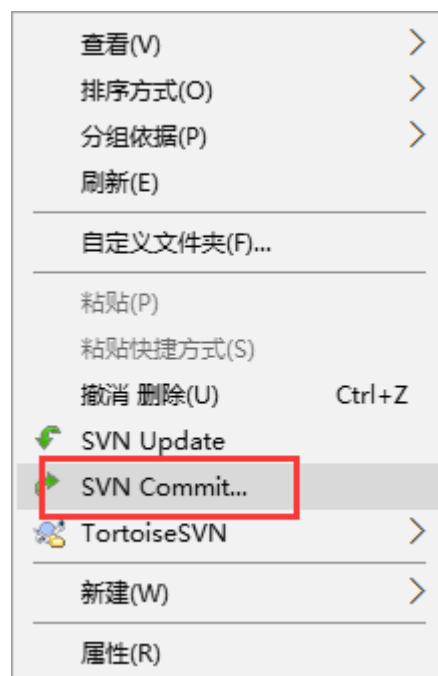 查看(V)
排序方式(O)
分组依据(P)
刷新(E)
自定义文件夹(F)...
粘贴(P)
粘贴快捷方式(S)
撤消 删除(U) Ctrl+Z
SVN Update
SVN Commit...
TortoiseSVN
新建(W)
属性(R)